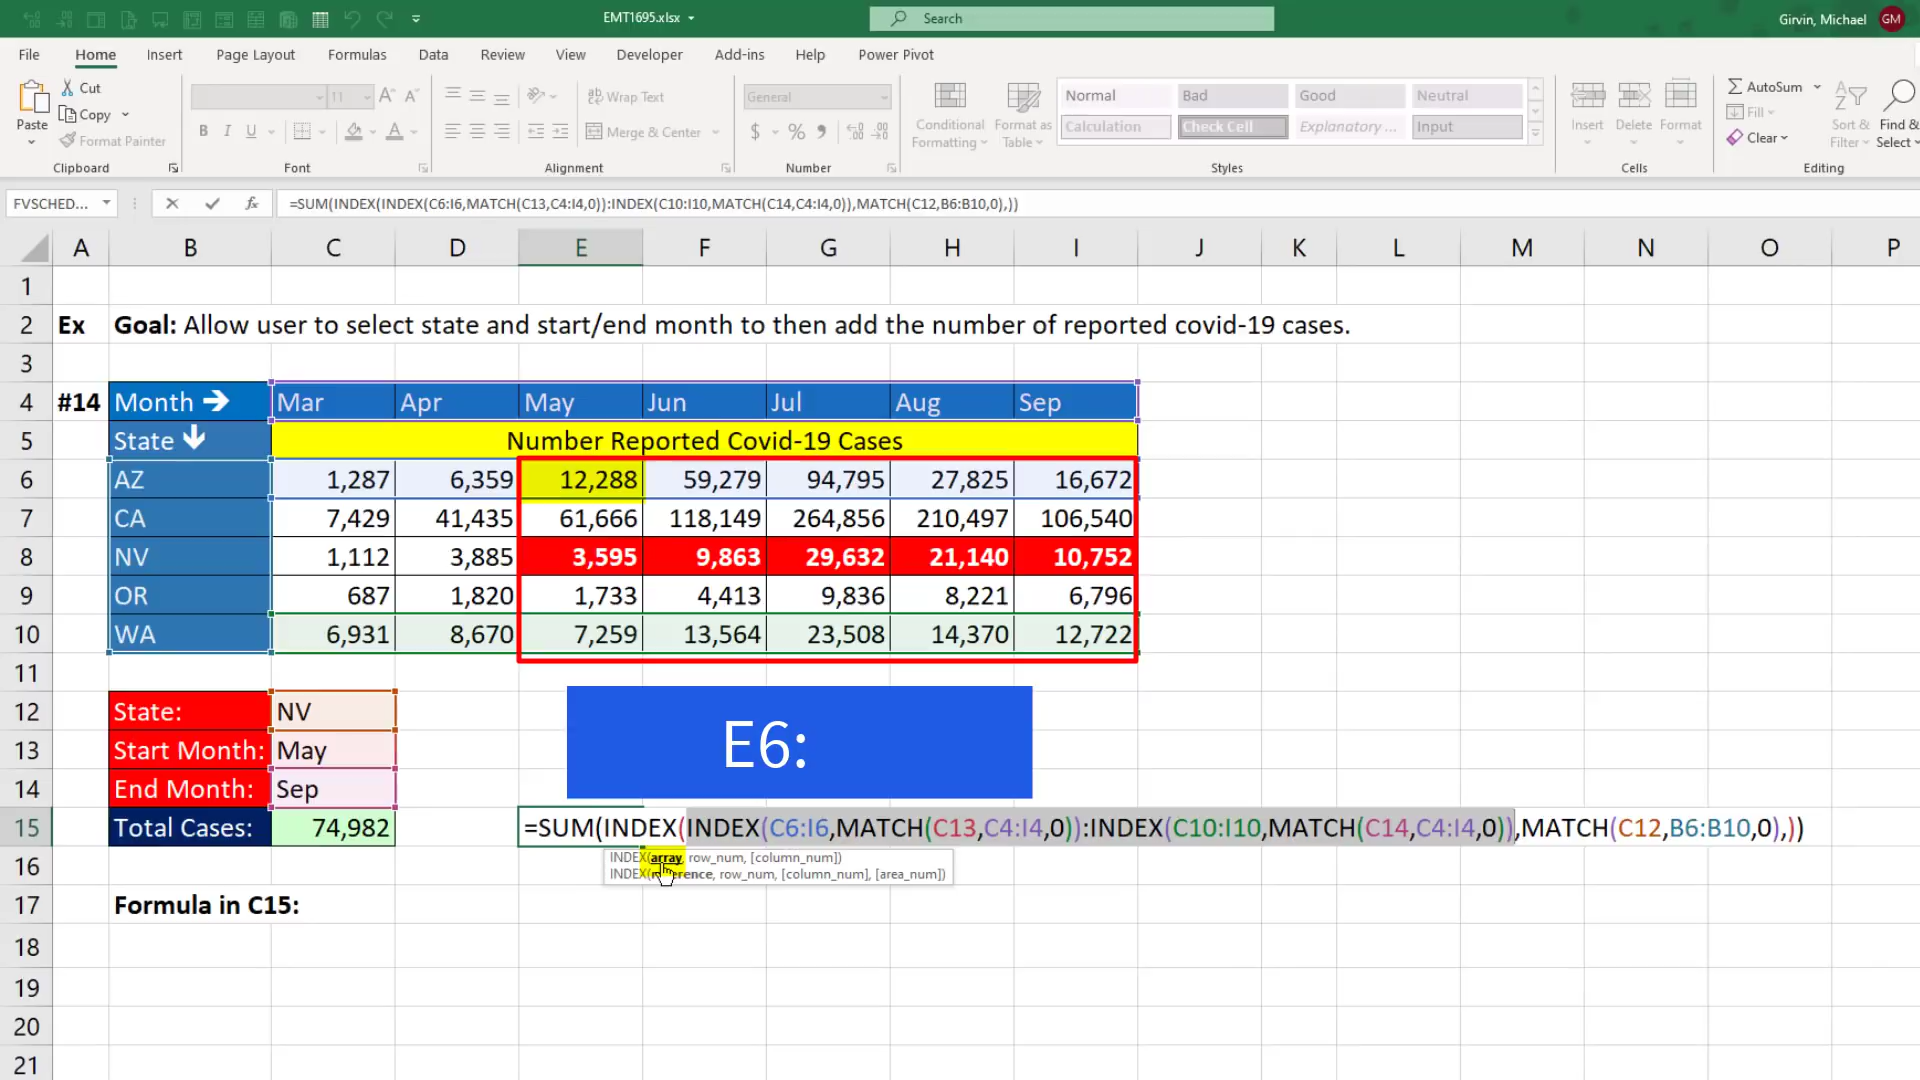 EMT1695.xlsx
Search
Girvin, Michael GM
File Home Insert Page Layout Formulas Data Review View Developer Add-ins Help Power Pivot
Paste
Cut
Copy
Format Painter
Clipboard
11 A A
B I U A
Font
ab Wrap Text
Merge & Center
Alignment
General
$ % ,
Number
Conditional Formatting
Format as Table
Normal Bad Good Neutral
Calculation Check Cell Explanatory ... Input
Styles
Insert Delete Format
Cells
AutoSum
Fill
Clear
Sort & Filter
Find & Select
Editing
FVSCHED... fx =SUM(INDEX(INDEX(C6:I6,MATCH(C13,C4:I4,0)):INDEX(C10:I10,MATCH(C14,C4:I4,0)),MATCH(C12,B6:B10,0),))
A B C D E F G H I J K L M N O P
1
2 Ex Goal: Allow user to select state and start/end month to then add the number of reported covid-19 cases.
3
4 #14 Month Mar Apr May Jun Jul Aug Sep
5 State Number Reported Covid-19 Cases
6 AZ 1,287 6,359 12,288 59,279 94,795 27,825 16,672
7 CA 7,429 41,435 61,666 118,149 264,856 210,497 106,540
8 NV 1,112 3,885 3,595 9,863 29,632 21,140 10,752
9 OR 687 1,820 1,733 4,413 9,836 8,221 6,796
10 WA 6,931 8,670 7,259 13,564 23,508 14,370 12,722
11
12 State: NV
13 Start Month: May
E6:
14 End Month: Sep
15 Total Cases: 74,982 =SUM(INDEX(INDEX(C6:I6,MATCH(C13,C4:I4,0)):INDEX(C10:I10,MATCH(C14,C4:I4,0)),MATCH(C12,B6:B10,0),))
INDEX(array, row_num, [column_num])
INDEX(reference, row_num, [column_num], [area_num])
16
17 Formula in C15:
18
19
20
21